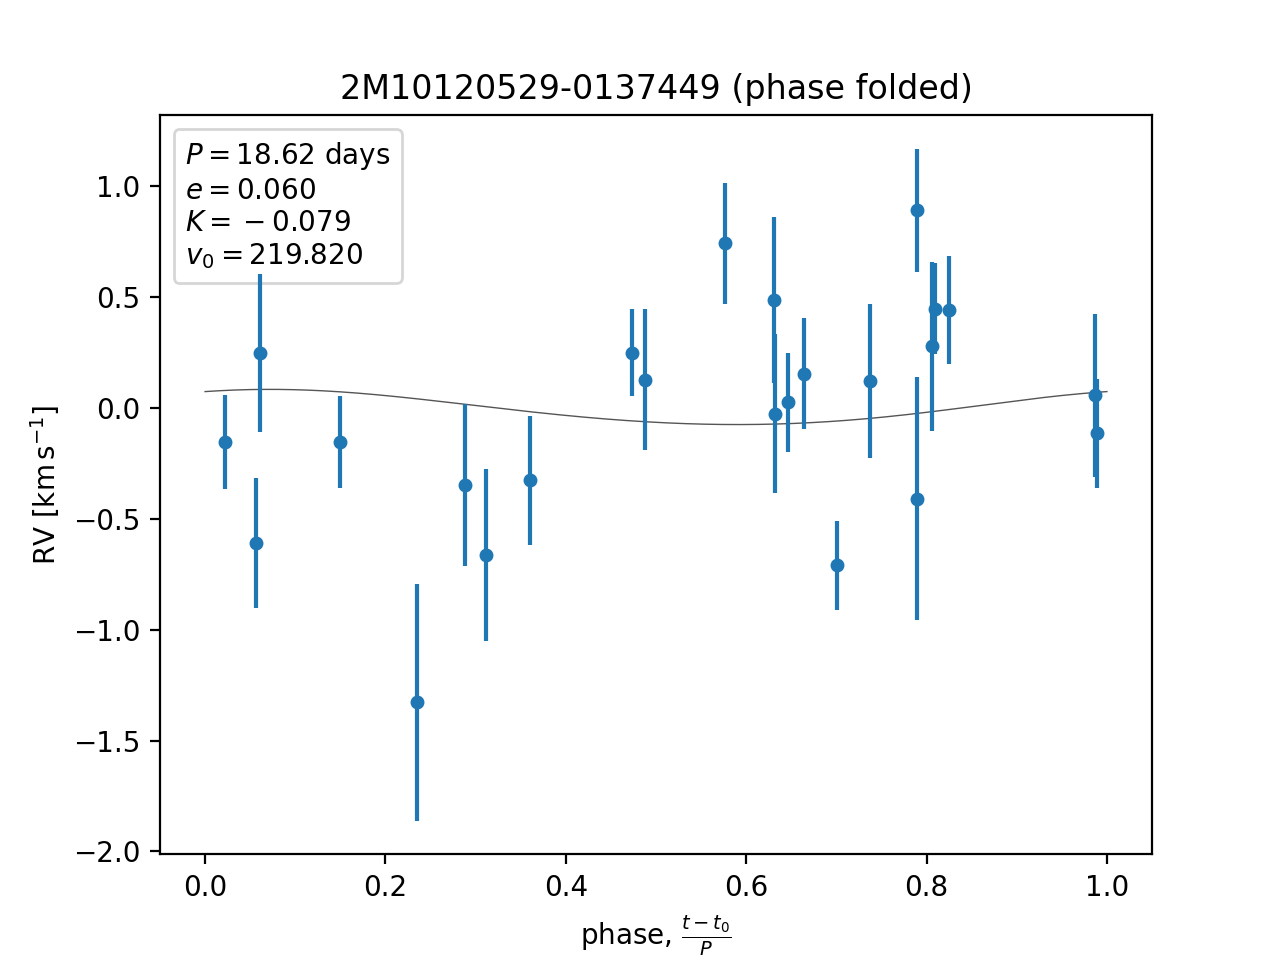 2M10120529-0137449 (phase folded)
P = 18.62 days
e = 0.060
K = −0.079
v₀ = 219.820
1.0
0.5
0.0
−0.5
−1.0
−1.5
−2.0
RV [km s⁻¹]
0.0 0.2 0.4 0.6 0.8 1.0
phase, (t − t₀)/P